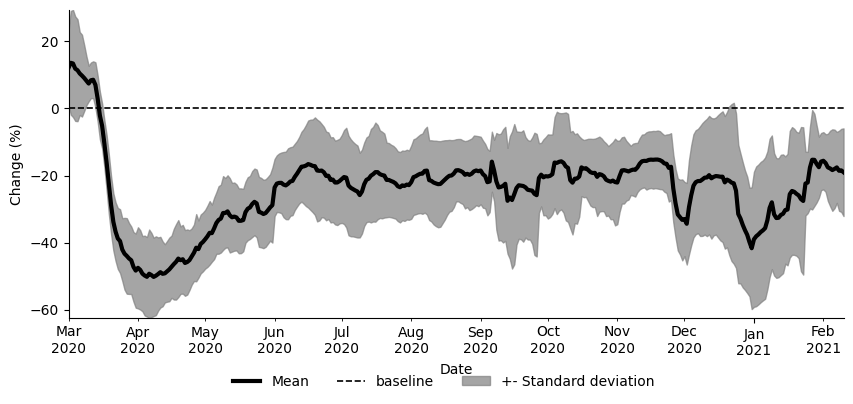 Change (%)
20
0
−20
−40
−60
Mar Apr May Jun Jul Aug Sep Oct Nov Dec Jan Feb
2020 2020 2020 2020 2020 2020 2020 2020 2020 2020 2021 2021
Date
Mean baseline +- Standard deviation